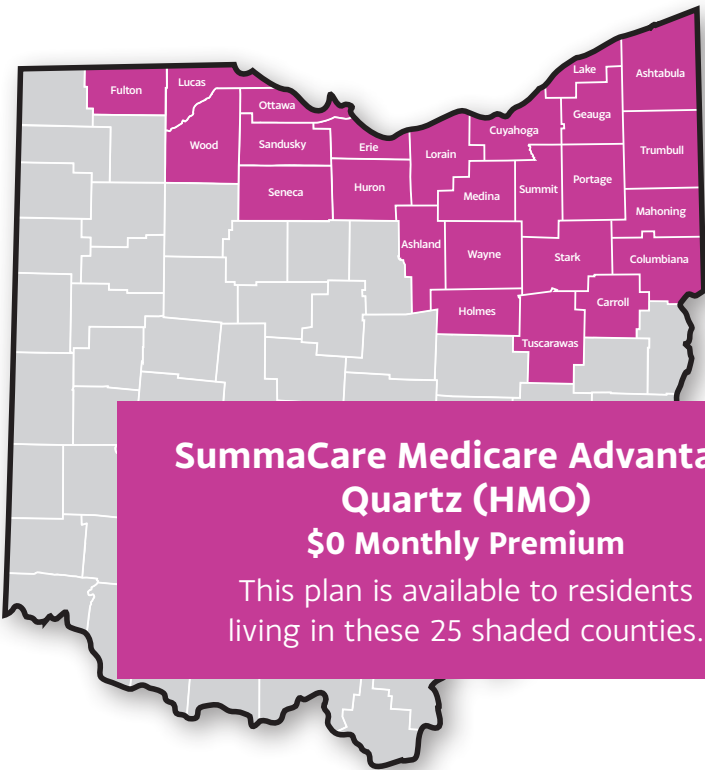 Lake
Ashtabula
Fulton
Lucas
Ottawa
Geauga
Cuyahoga
Wood
Sandusky
Erie
Lorain
Trumbull
Seneca
Huron
Medina
Summit
Portage
Mahoning
Ashland
Wayne
Stark
Columbiana
Holmes
Carroll
Tuscarawas
SummaCare Medicare Advanta
Quartz (HMO)
$0 Monthly Premium
This plan is available to residents
living in these 25 shaded counties.